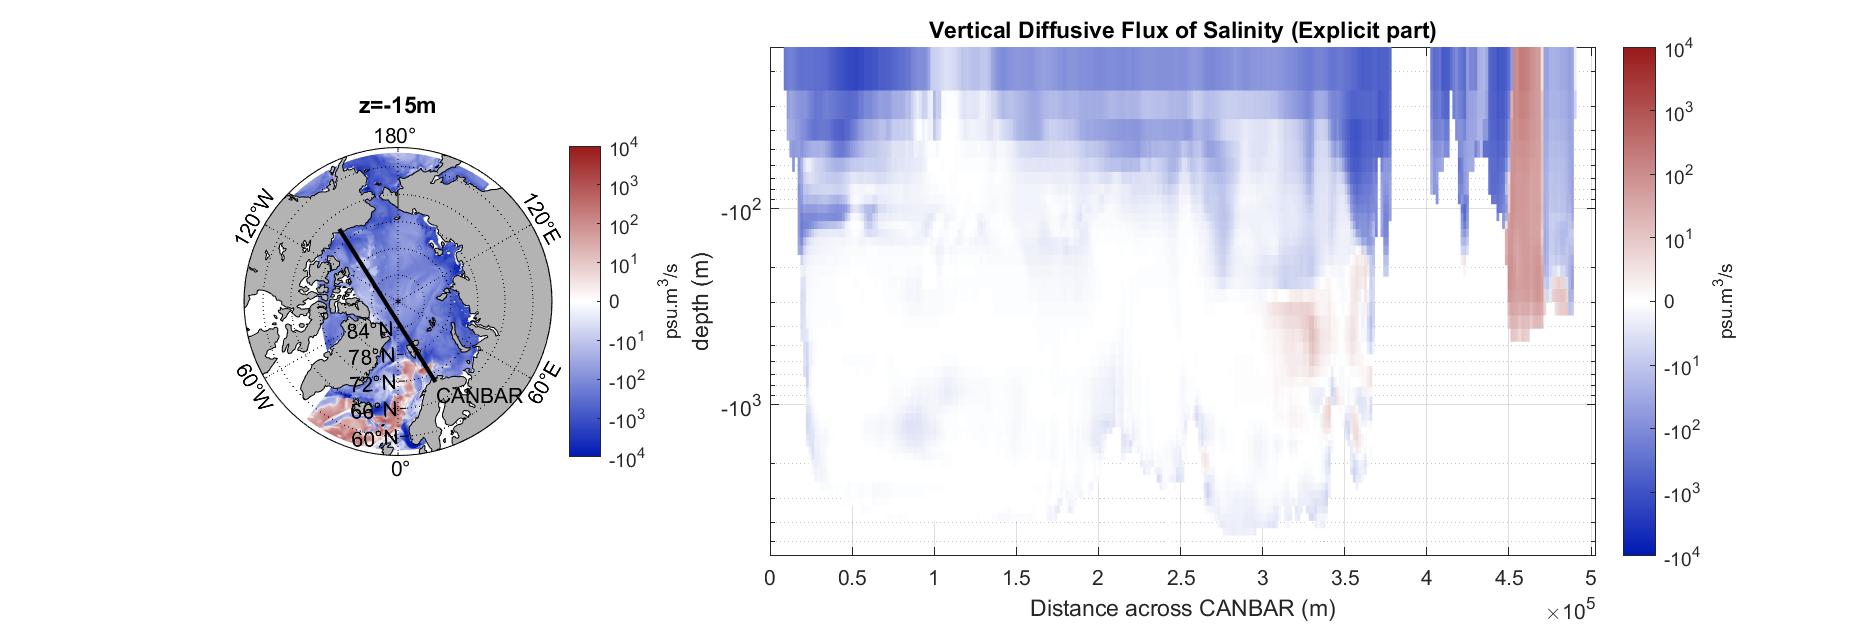 z=-15m
180°
120°W
120°E
60°W
60°E
0°
84°N
78°N
72°N
66°N
60°N
CANBAR
10^4
10^3
10^2
10^1
0
-10^1
-10^2
-10^3
-10^4
psu.m^3/s
Vertical Diffusive Flux of Salinity (Explicit part)
depth (m)
-10^2
-10^3
0
0.5
1
1.5
2
2.5
3
3.5
4
4.5
5
×10^5
Distance across CANBAR (m)
10^4
10^3
10^2
10^1
0
-10^1
-10^2
-10^3
-10^4
psu.m^3/s